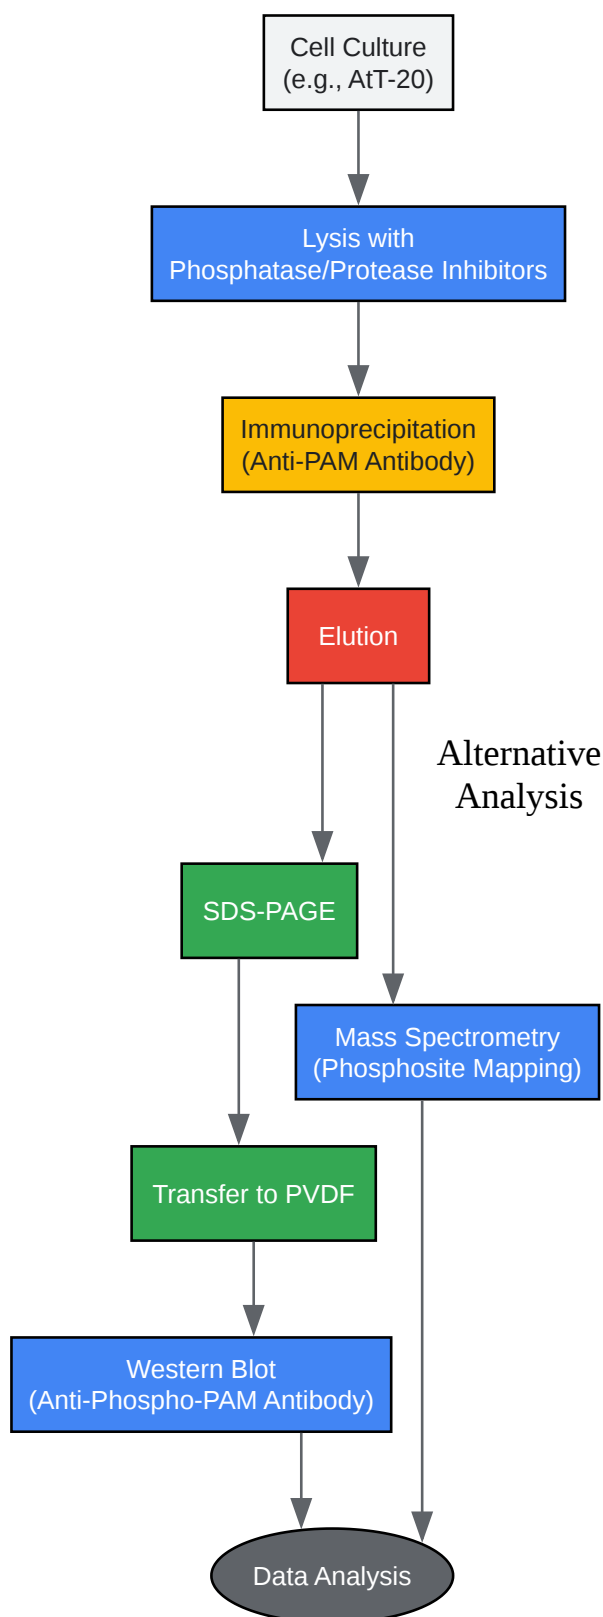 Cell Culture
(e.g., AtT-20)
Lysis with
Phosphatase/Protease Inhibitors
Immunoprecipitation
(Anti-PAM Antibody)
Elution
Alternative
Analysis
SDS-PAGE
Mass Spectrometry
(Phosphosite Mapping)
Transfer to PVDF
Western Blot
(Anti-Phospho-PAM Antibody)
Data Analysis